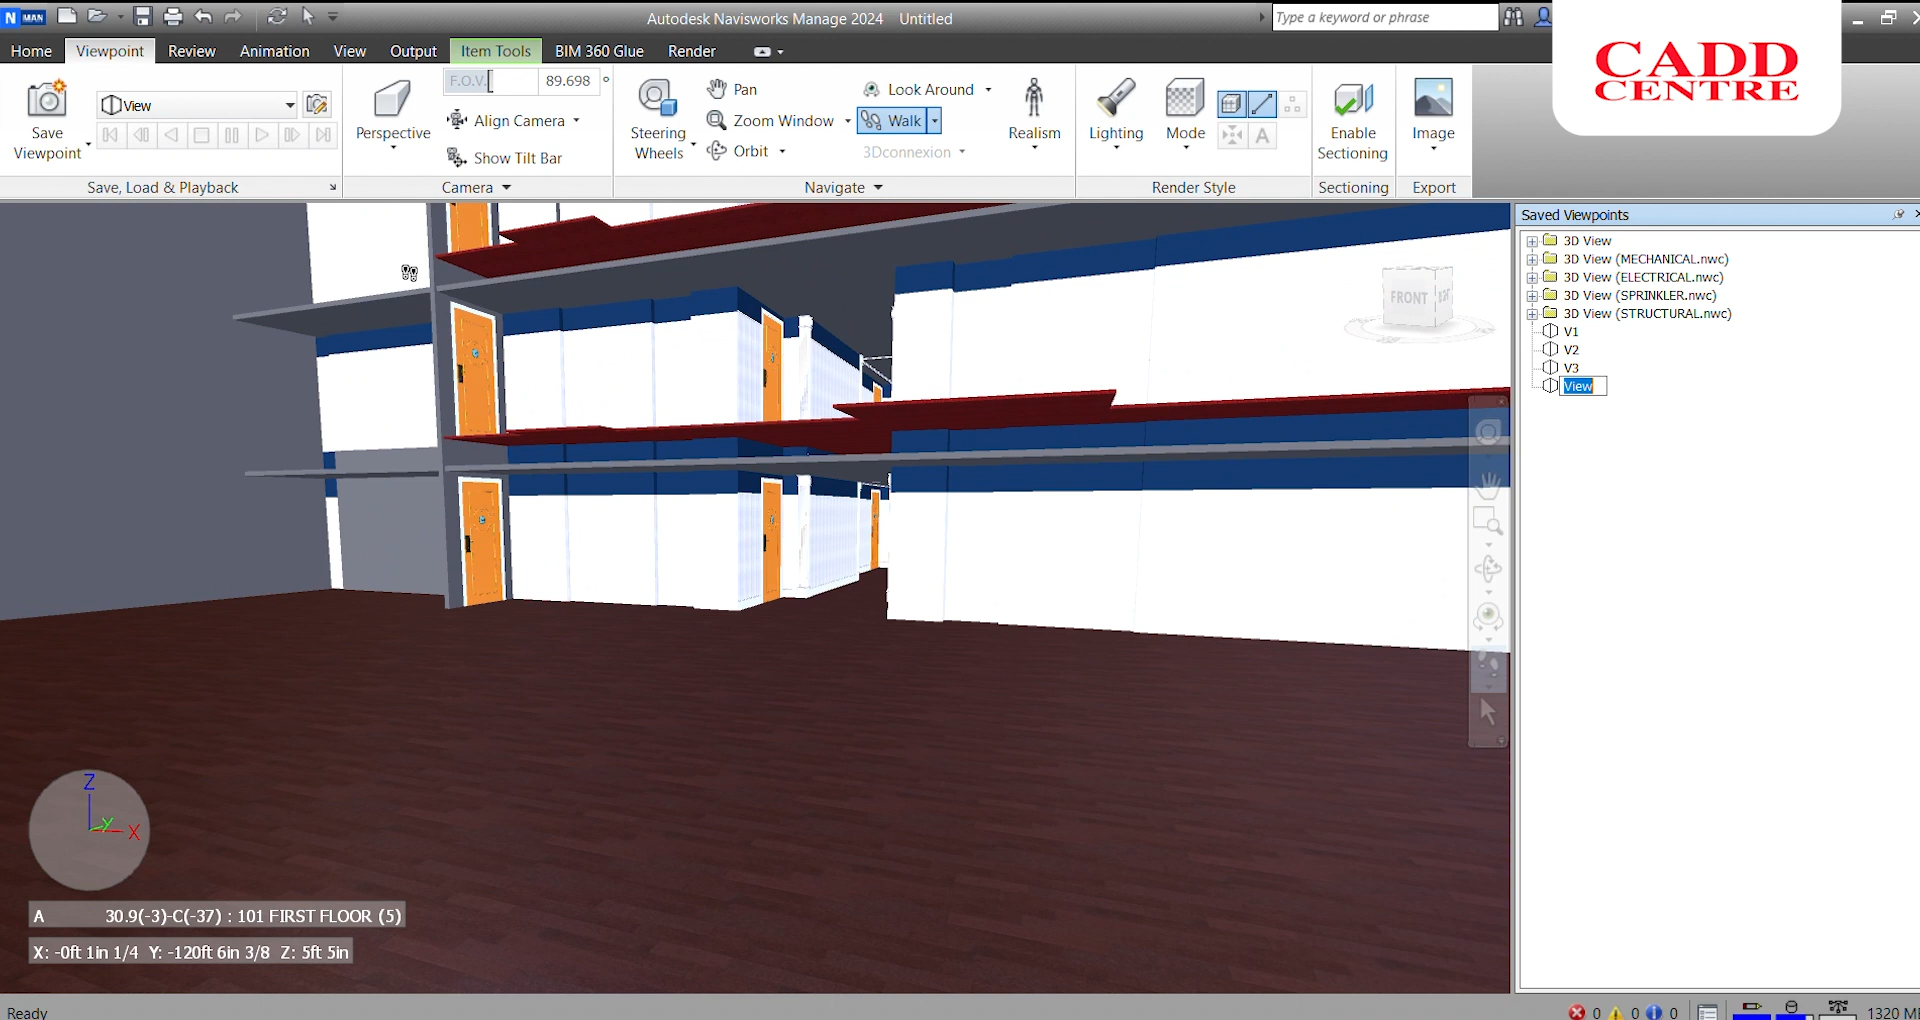 N MAN
Autodesk Navisworks Manage 2024 Untitled
Type a keyword or phrase
CADD
CENTRE
Home Viewpoint Review Animation View Output Item Tools BIM 360 Glue Render
Save
Viewpoint
View
Save, Load & Playback
Perspective
F.O.V. 89.698 °
Align Camera
Show Tilt Bar
Camera
Steering
Wheels
Pan
Zoom Window
Orbit
Look Around
Walk
3Dconnexion
Navigate
Realism
Lighting
Mode
A
Render Style
Enable
Sectioning
Sectioning
Image
Export
Saved Viewpoints
3D View
3D View (MECHANICAL.nwc)
3D View (ELECTRICAL.nwc)
3D View (SPRINKLER.nwc)
3D View (STRUCTURAL.nwc)
V1
V2
V3
View
FRONT
Z
Y
X
A 30.9(-3)-C(-37) : 101 FIRST FLOOR (5)
X: -0ft 1in 1/4 Y: -120ft 6in 3/8 Z: 5ft 5in
Ready
0 0 0
1320